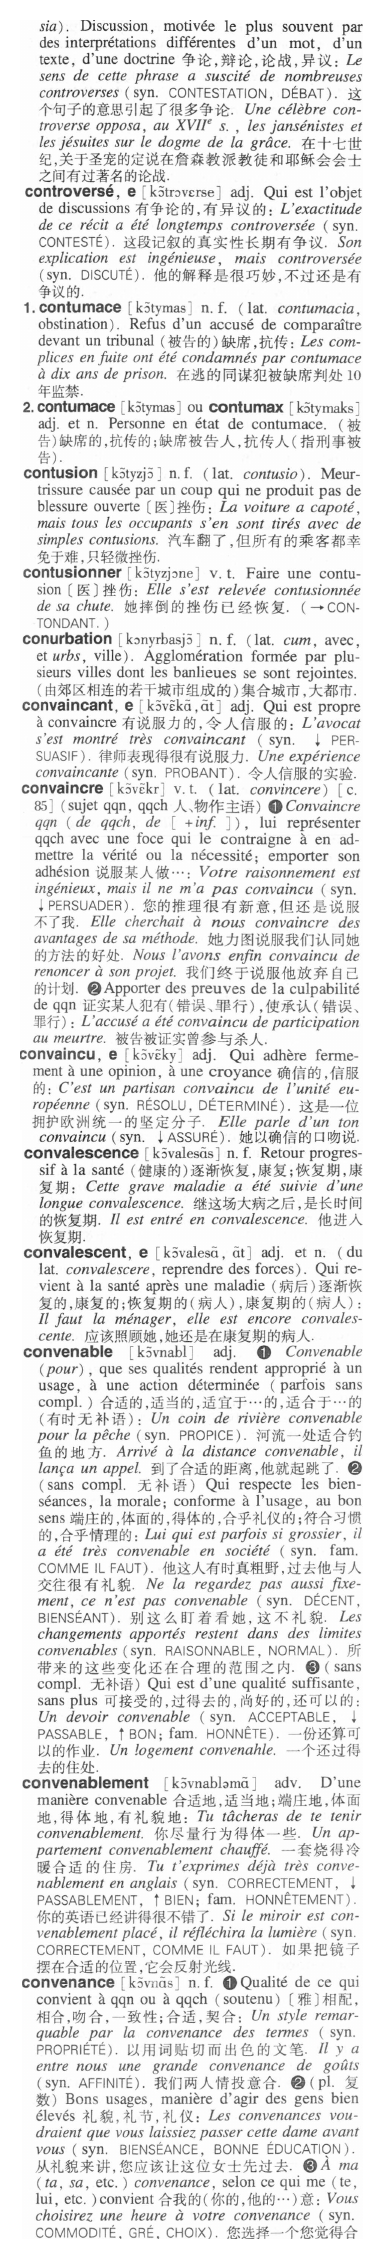 sia). Discussion, motivée le plus souvent par
des interprétations différentes d'un mot, d'un
texte, d'une doctrine 争论,辩论,论战,异议: Le
sens de cette phrase a suscité de nombreuses
controverses (syn. CONTESTATION, DÉBAT). 这
个句子的意思引起了很多争论. Une célèbre con-
troverse opposa, au XVIIe s. , les jansénistes et
les jésuites sur le dogme de la grâce. 在十七世
纪,关于圣宠的定说在詹森教派教徒和耶稣会会士
之间有过著名的论战.
controversé, e [kɔ̃trɔvɛrse] adj. Qui est l'objet
de discussions 有争论的,有异议的: L'exactitude
de ce récit a été longtemps controversée (syn.
CONTESTÉ). 这段记叙的真实性长期有争议. Son
explication est ingénieuse, mais controversée
(syn. DISCUTÉ). 他的解释是很巧妙,不过还是有
争议的.
1. contumace [kɔ̃tymas] n. f. (lat. contumacia,
obstination). Refus d'un accusé de comparaître
devant un tribunal (被告的)缺席,抗传: Les com-
plices en fuite ont été condamnés par contumace
à dix ans de prison. 在逃的同谋犯被缺席判处 10
年监禁.
2. contumace [kɔ̃tymas] ou contumax [kɔ̃tymaks]
adj. et n. Personne en état de contumace. (被
告)缺席的,抗传的;缺席被告人,抗传人(指刑事被
告).
contusion [kɔ̃tyzjɔ̃] n. f. (lat. contusio). Meur-
trissure causée par un coup qui ne produit pas de
blessure ouverte [医]挫伤: La voiture a capoté,
mais tous les occupants s'en sont tirés avec de
simples contusions. 汽车翻了,但所有的乘客都幸
免于难,只轻微挫伤.
contusionner [kɔ̃tyzjɔne] v. t. Faire une contu-
sion [医]挫伤: Elle s'est relevée contusionnée
de sa chute. 她摔倒的挫伤已经恢复. (→CON-
TONDANT. )
conurbation [kɔnyrbasjɔ̃] n. f. (lat. cum, avec,
et urbs, ville). Agglomération formée par plu-
sieurs villes dont les banlieues se sont rejointes.
(由郊区相连的若干城市组成的)集合城市,大都市.
convaincant, e [kɔ̃vɛ̃kɑ̃, ɑ̃t] adj. Qui est propre
à convaincre 有说服力的,令人信服的: L'avocat
s'est montré très convaincant (syn. ↓ PER-
SUASIF). 律师表现得很有说服力. Une expérience
convaincante (syn. PROBANT). 令人信服的实验.
convaincre [kɔ̃vɛ̃kr] v. t. (lat. convincere) [c.
85] (sujet qqn, qqch 人、物作主语) ❶ Convaincre
qqn (de qqch, de [ +inf. ]), lui représenter
qqch avec une foce qui le contraigne à en ad-
mettre la vérité ou la nécessité; emporter son
adhésion 说服某人做…: Votre raisonnement est
ingénieux, mais il ne m'a pas convaincu (syn.
↓PERSUADER). 您的推理很有新意,但还是说服
不了我. Elle cherchait à nous convaincre des
avantages de sa méthode. 她力图说服我们认同她
的方法的好处. Nous l'avons enfin convaincu de
renoncer à son projet. 我们终于说服他放弃自己
的计划. ❷ Apporter des preuves de la culpabilité
de qqn 证实某人犯有(错误、罪行),使承认(错误、
罪行): L'accusé a été convaincu de participation
au meurtre. 被告被证实曾参与杀人.
convaincu, e [kɔ̃vɛ̃ky] adj. Qui adhère ferme-
ment à une opinion, à une croyance 确信的,信服
的: C'est un partisan convaincu de l'unité eu-
ropéenne (syn. RÉSOLU, DÉTERMINÉ). 这是一位
拥护欧洲统一的坚定分子. Elle parle d'un ton
convaincu (syn. ↓ASSURÉ). 她以确信的口吻说.
convalescence [kɔ̃valesɑ̃s] n. f. Retour progres-
sif à la santé (健康的)逐渐恢复,康复;恢复期,康
复期: Cette grave maladie a été suivie d'une
longue convalescence. 继这场大病之后,是长时间
的恢复期. Il est entré en convalescence. 他进入
恢复期.
convalescent, e [kɔ̃valesɑ̃, ɑ̃t] adj. et n. (du
lat. convalescere, reprendre des forces). Qui re-
vient à la santé après une maladie (病后)逐渐恢
复的,康复的;恢复期的(病人),康复期的(病人):
Il faut la ménager, elle est encore convales-
cente. 应该照顾她,她还是在康复期的病人.
convenable [kɔ̃vnabl] adj. ❶ Convenable
(pour), que ses qualités rendent approprié à un
usage, à une action déterminée (parfois sans
compl. ) 合适的,适当的,适宜于…的,适合于…的
(有时无补语): Un coin de rivière convenable
pour la pêche (syn. PROPICE). 河流一处适合钓
鱼的地方. Arrivé à la distance convenable, il
lança un appel. 到了合适的距离,他就起跳了. ❷
(sans compl. 无补语) Qui respecte les bien-
séances, la morale; conforme à l'usage, au bon
sens 端庄的,体面的,得体的,合乎礼仪的;符合习惯
的,合乎情理的: Lui qui est parfois si grossier, il
a été très convenable en société (syn. fam.
COMME IL FAUT). 他这人有时真粗野,过去他与人
交往很有礼貌. Ne la regardez pas aussi fixe-
ment, ce n'est pas convenable (syn. DÉCENT,
BIENSÉANT). 别这么盯着看她,这不礼貌. Les
changements apportés restent dans des limites
convenables (syn. RAISONNABLE, NORMAL). 所
带来的这些变化还在合理的范围之内. ❸ (sans
compl. 无补语) Qui est d'une qualité suffisante,
sans plus 可接受的,过得去的,尚好的,还可以的:
Un devoir convenable (syn. ACCEPTABLE, ↓
PASSABLE, ↑BON; fam. HONNÊTE). 一份还算可
以的作业. Un logement convenahle. 一个还过得
去的住处.
convenablement [kɔ̃vnabləmɑ̃] adv. D'une
manière convenable 合适地,适当地;端庄地,体面
地,得体地,有礼貌地: Tu tâcheras de te tenir
convenablement. 你尽量行为得体一些. Un ap-
partement convenablement chauffé. 一套烧得冷
暖合适的住房. Tu t'exprimes déjà très conve-
nablement en anglais (syn. CORRECTEMENT, ↓
PASSABLEMENT, ↑BIEN; fam. HONNÊTEMENT).
你的英语已经讲得很不错了. Si le miroir est con-
venablement placé, il réfléchira la lumière (syn.
CORRECTEMENT, COMME IL FAUT). 如果把镜子
摆在合适的位置,它会反射光线.
convenance [kɔ̃vnɑ̃s] n. f. ❶ Qualité de ce qui
convient à qqn ou à qqch (soutenu) [雅]相配,
相合,吻合,一致性;合适,契合: Un style remar-
quable par la convenance des termes (syn.
PROPRIÉTÉ). 以用词贴切而出色的文笔. Il y a
entre nous une grande convenance de goûts
(syn. AFFINITÉ). 我们两人情投意合. ❷ (pl. 复
数) Bons usages, manière d'agir des gens bien
élevés 礼貌,礼节,礼仪: Les convenances vou-
draient que vous laissiez passer cette dame avant
vous (syn. BIENSÉANCE, BONNE ÉDUCATION).
从礼貌来讲,您应该让这位女士先过去. ❸ À ma
(ta, sa, etc. ) convenance, selon ce qui me (te,
lui, etc. ) convient 合我的(你的,他的…)意: Vous
choisirez une heure à votre convenance (syn.
COMMODITÉ, GRÉ, CHOIX). 您选择一个您觉得合